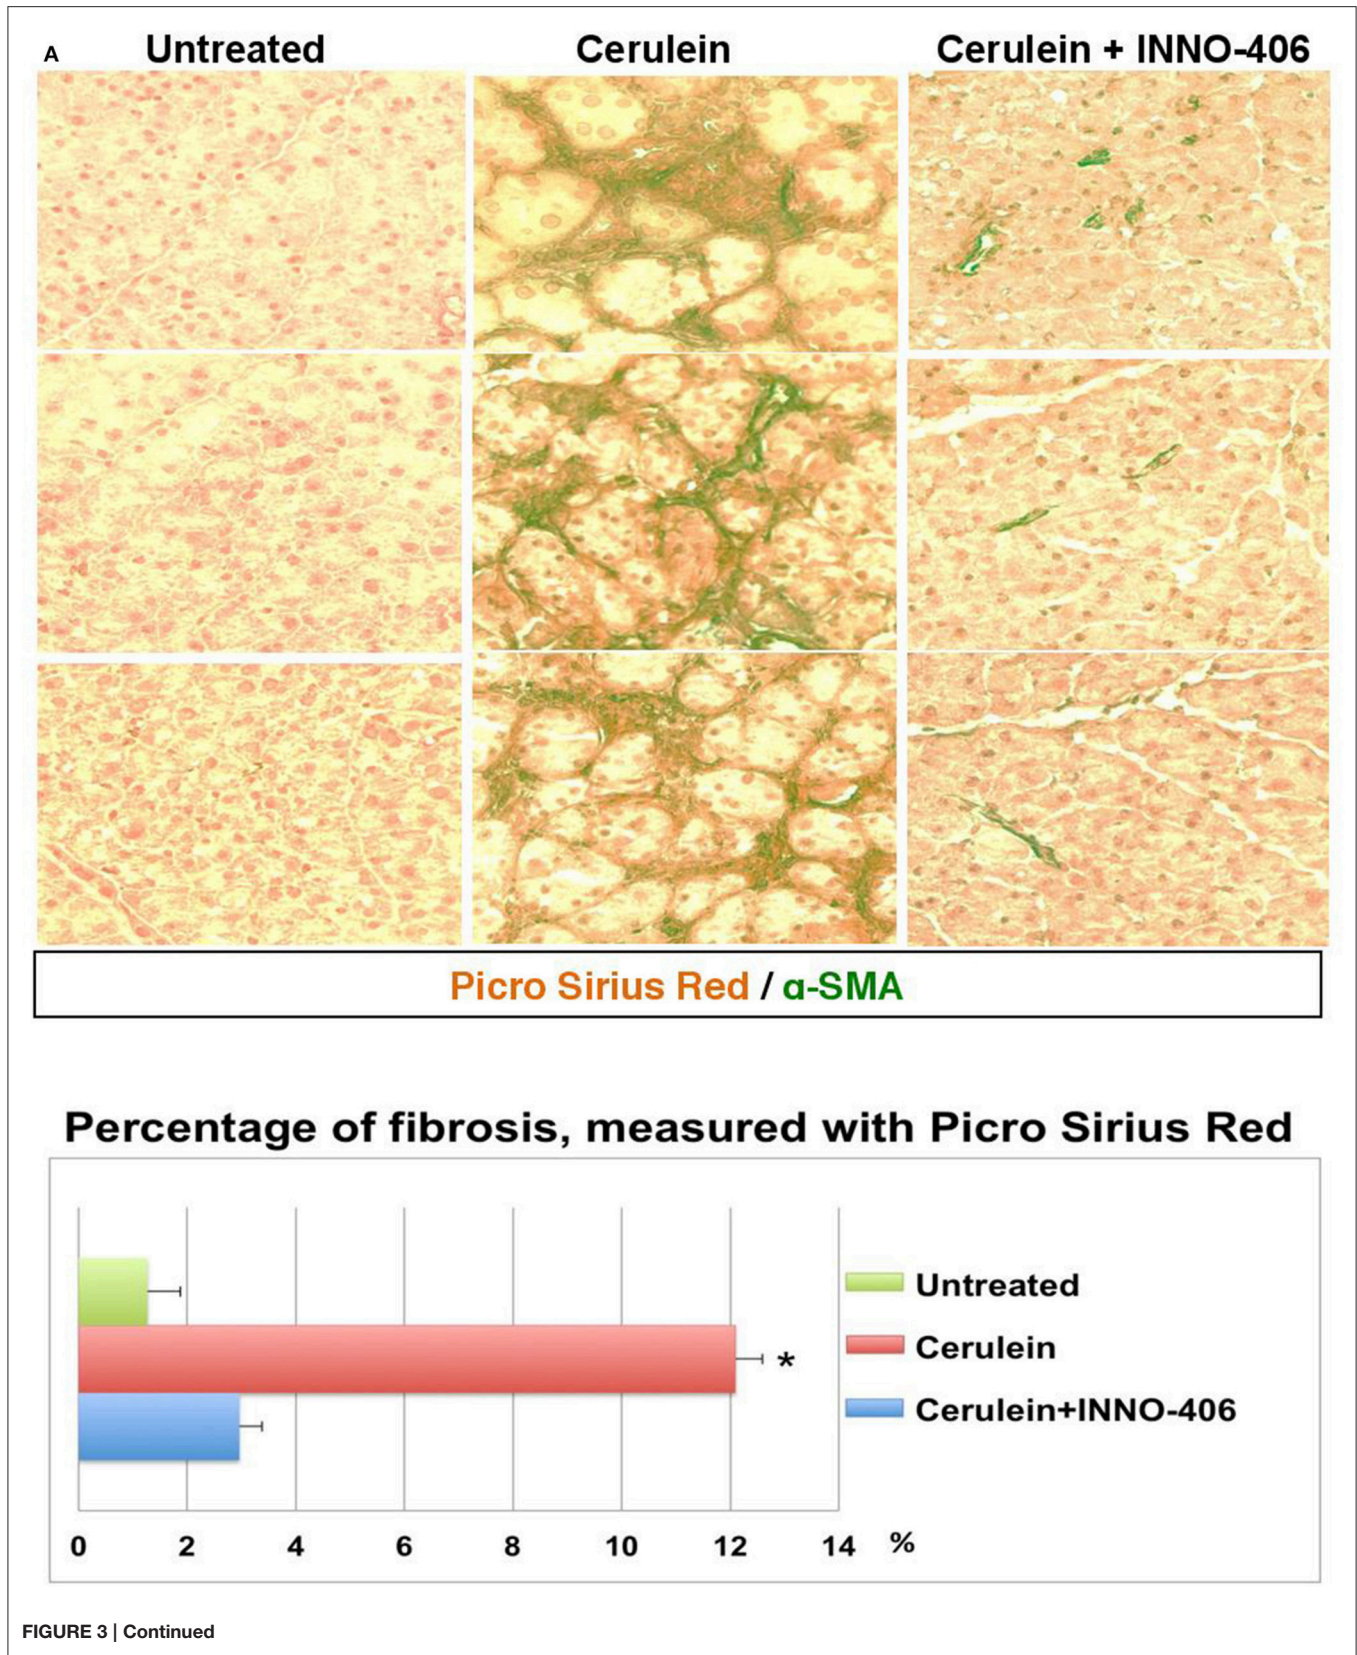 A
Untreated
Cerulein
Cerulein + INNO-406
Picro Sirius Red / α-SMA
Percentage of fibrosis, measured with Picro Sirius Red
*
Untreated
Cerulein
Cerulein+INNO-406
0 2 4 6 8 10 12 14 %
FIGURE 3 | Continued